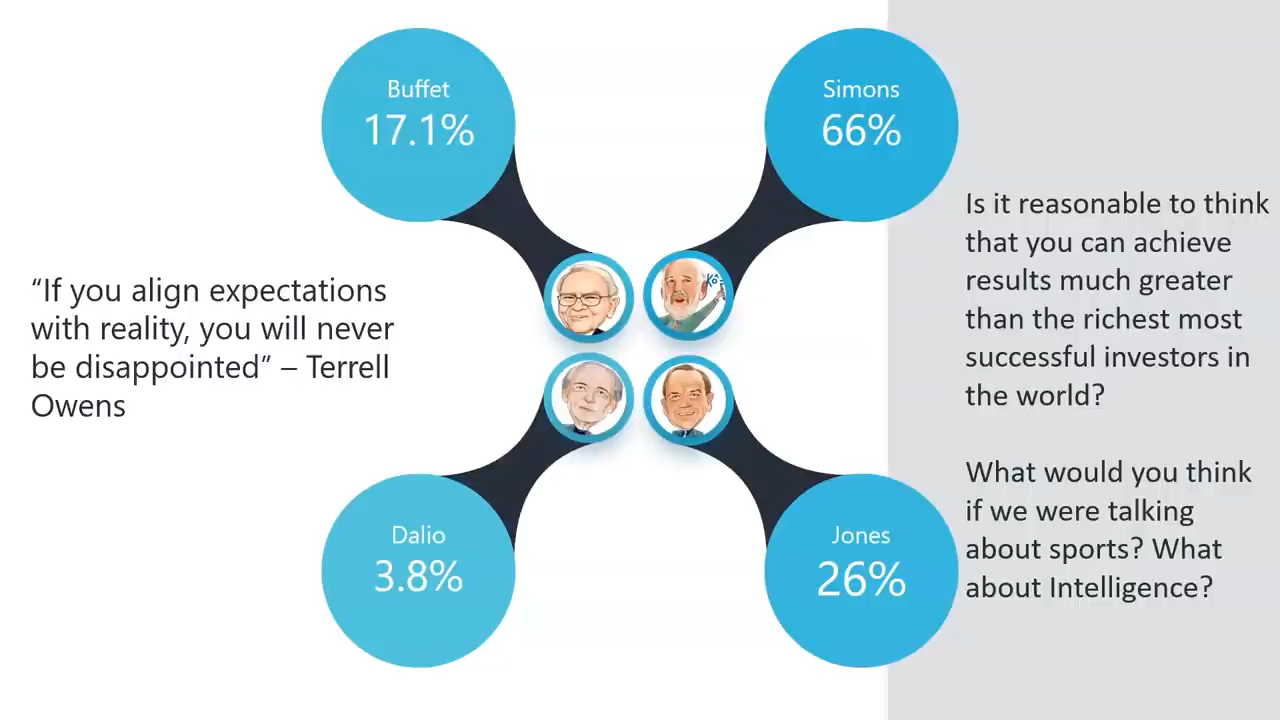 Buffet
17.1%
Simons
66%
“If you align expectations
with reality, you will never
be disappointed” – Terrell
Owens
Is it reasonable to think
that you can achieve
results much greater
than the richest most
successful investors in
the world?
What would you think
if we were talking
about sports? What
about Intelligence?
Dalio
3.8%
Jones
26%